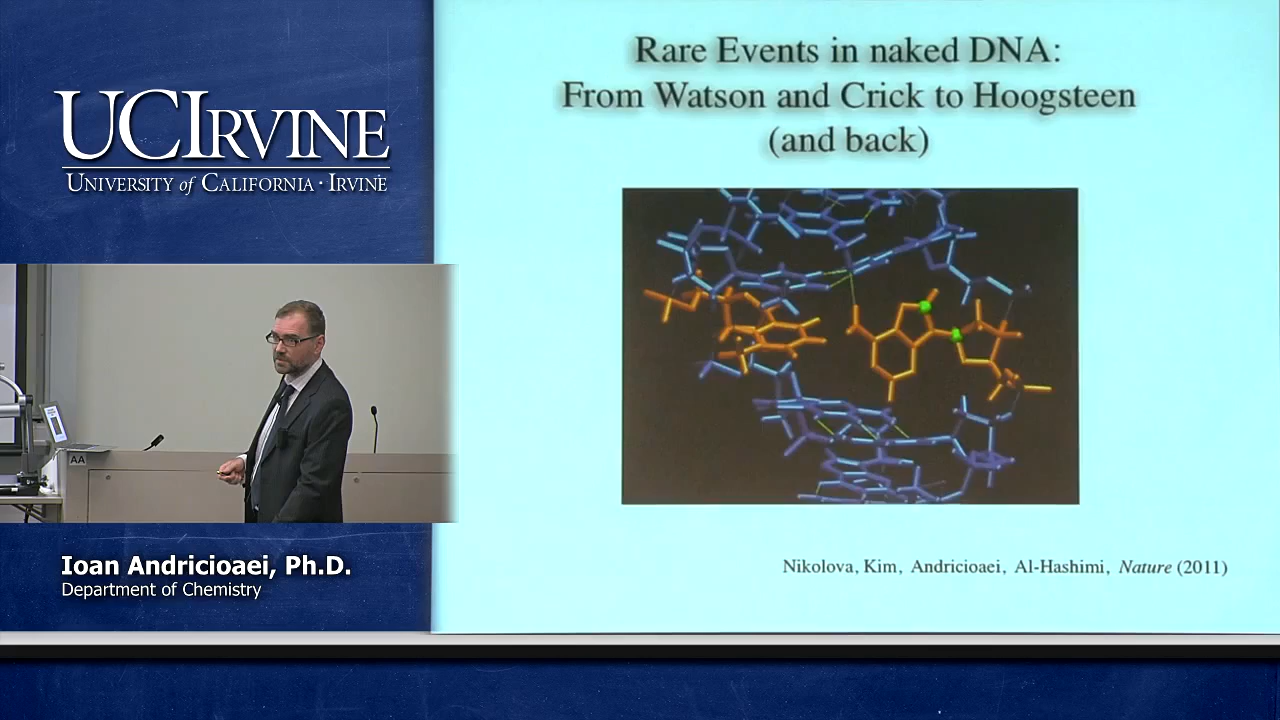 UCIRVINE
UNIVERSITY of CALIFORNIA · IRVINE
AA
Ioan Andricioaei, Ph.D.
Department of Chemistry
Rare Events in naked DNA:
From Watson and Crick to Hoogsteen
(and back)
Nikolova, Kim, Andricioaei, Al-Hashimi, Nature (2011)